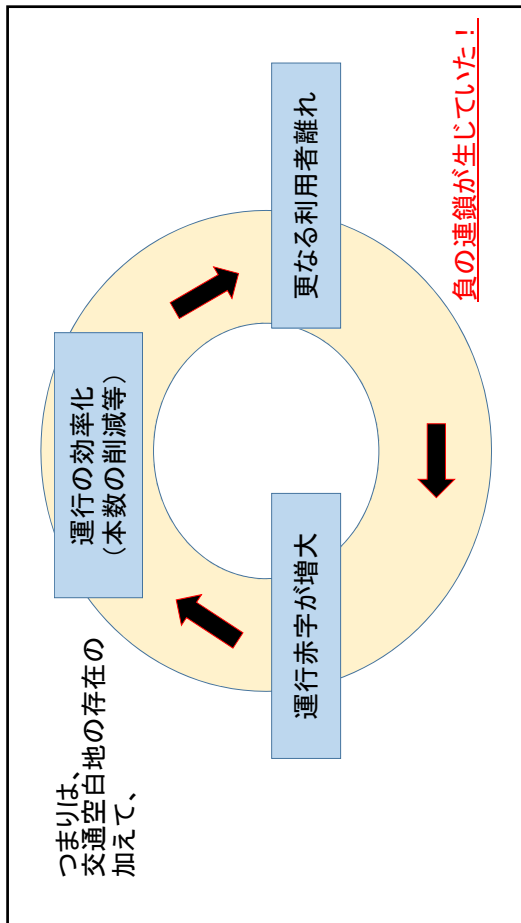 つまりは、
交通空白地の存在の
加えて、
運行の効率化
（本数の削減等）
運行赤字が増大
更なる利用者離れ
負の連鎖が生じていた！